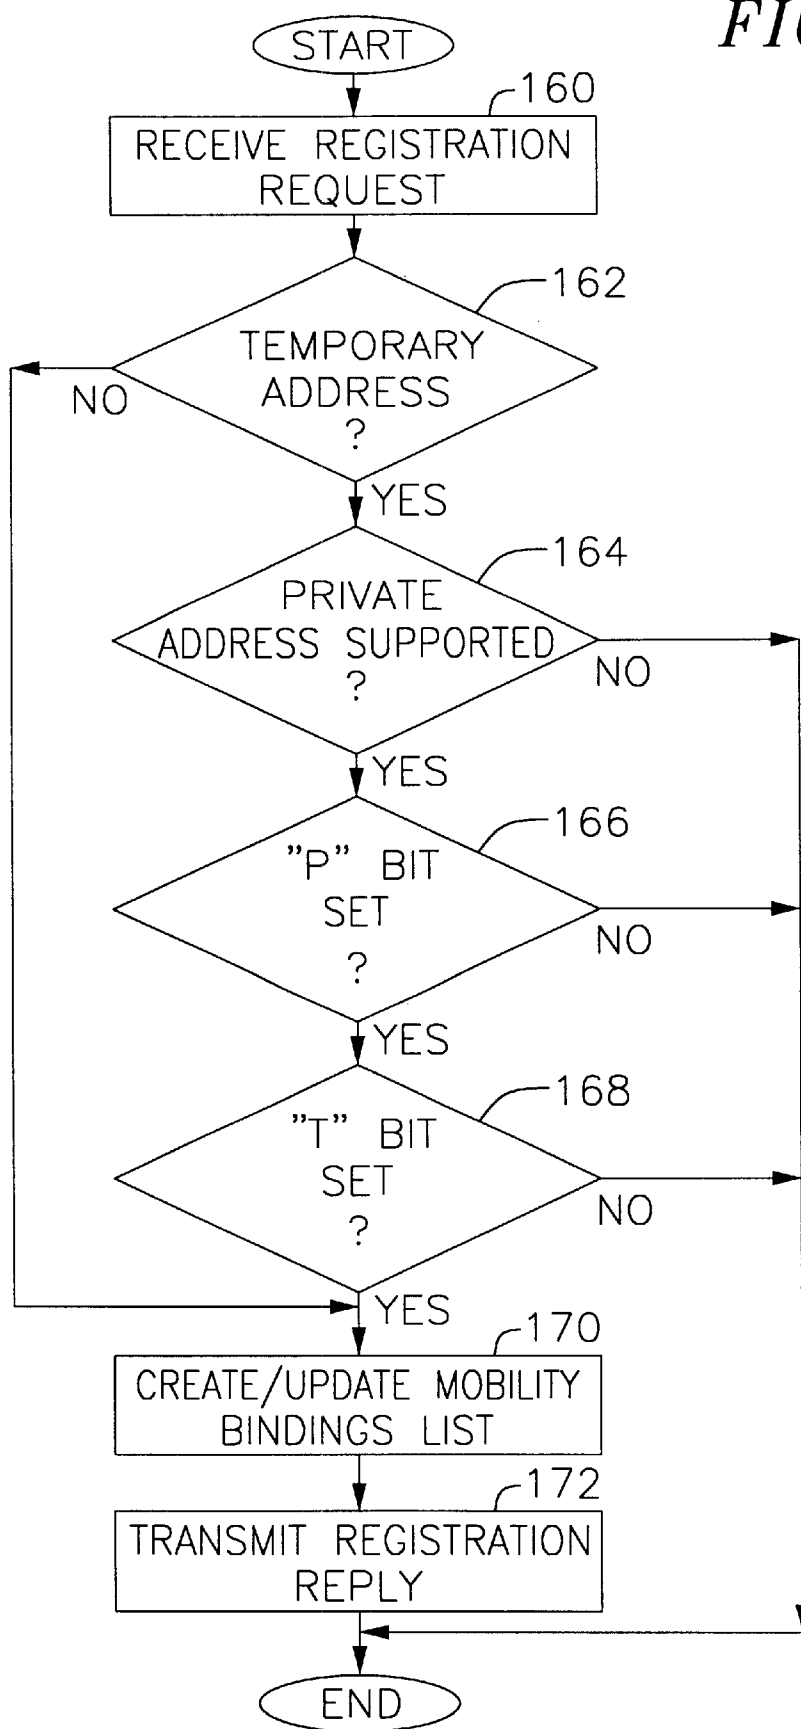 FIG
START
160
RECEIVE REGISTRATION
REQUEST
162
TEMPORARY
ADDRESS
?
NO
YES
164
PRIVATE
ADDRESS SUPPORTED
?
NO
YES
166
"P" BIT
SET
?
NO
YES
168
"T" BIT
SET
?
NO
YES
170
CREATE/UPDATE MOBILITY
BINDINGS LIST
172
TRANSMIT REGISTRATION
REPLY
END